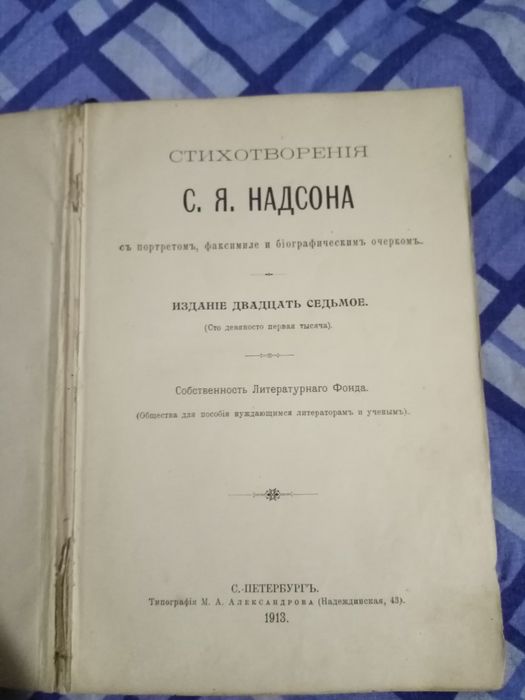 СТИХОТВОРЕНІЯ
С. Я. НАДСОНА
съ портретомъ, факсимиле и біографическимъ очеркомъ.
ИЗДАНІЕ ДВАДЦАТЬ СЕДЬМОЕ.
(Сто девяносто первая тысяча).
Собственность Литературнаго Фонда.
(Общества для пособія нуждающимся литераторамъ и ученымъ).
С.-ПЕТЕРБУРГЪ.
Типографія М. А. АЛЕКСАНДРОВА (Надеждинская, 43).
1913.